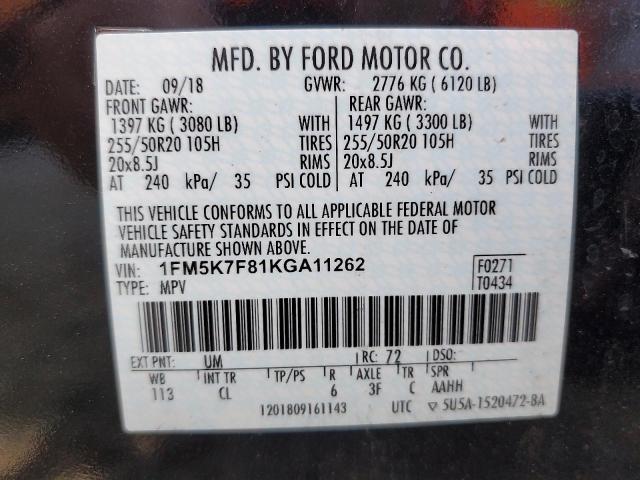 MFD. BY FORD MOTOR CO.
DATE: 09/18 GVWR: 2776 KG ( 6120 LB)
FRONT GAWR: REAR GAWR:
1397 KG ( 3080 LB) WITH 1497 KG ( 3300 LB) WITH
255/50R20 105H TIRES 255/50R20 105H TIRES
20x8.5J RIMS 20x8.5J RIMS
AT 240 kPa/ 35 PSI COLD AT 240 kPa/ 35 PSI COLD
THIS VEHICLE CONFORMS TO ALL APPLICABLE FEDERAL MOTOR
VEHICLE SAFETY STANDARDS IN EFFECT ON THE DATE OF
MANUFACTURE SHOWN ABOVE.
VIN: 1FM5K7F81KGA11262 F0271
TYPE: MPV T0434
EXT PNT: UM RC: 72 DSO:
WB INT TR TP/PS R AXLE TR SPR
113 CL 6 3F C AAHH
1201809161143 UTC ▽ 5U5A-1520472-BA